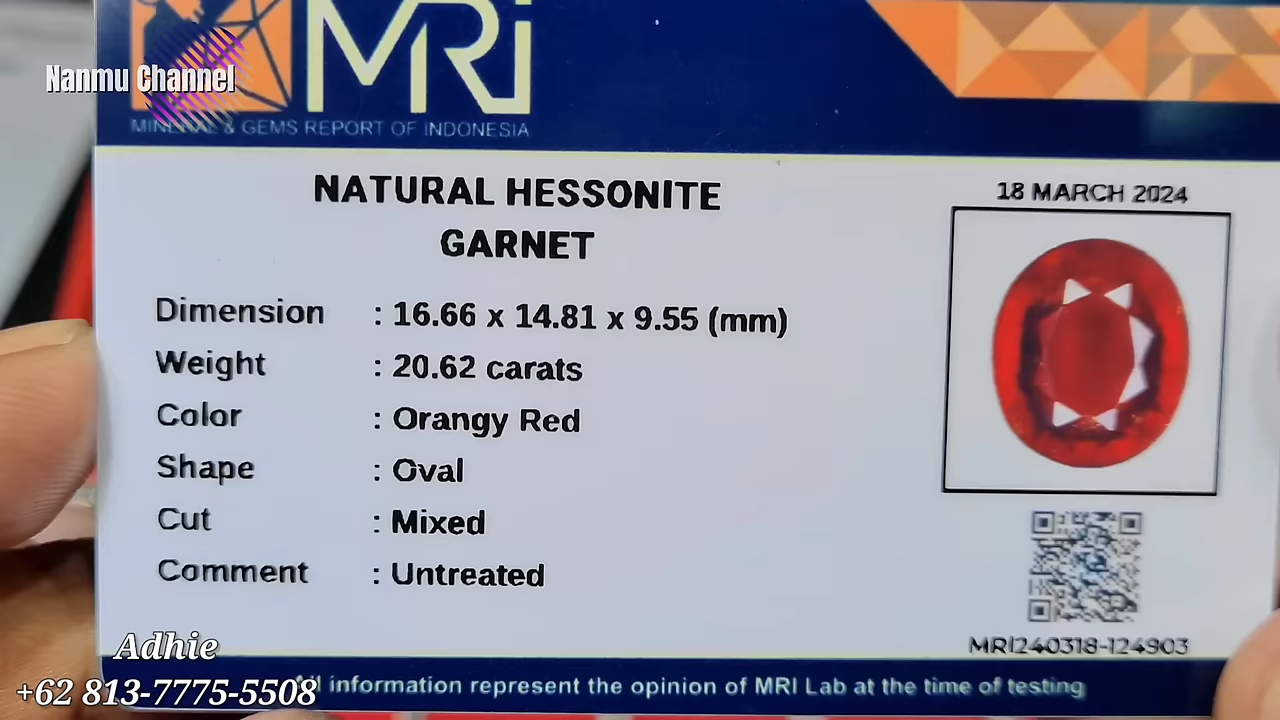 MRi
Nanmu Channel
MINERAL & GEMS REPORT OF INDONESIA
NATURAL HESSONITE
GARNET
18 MARCH 2024
Dimension : 16.66 x 14.81 x 9.55 (mm)
Weight : 20.62 carats
Color : Orangy Red
Shape : Oval
Cut : Mixed
Comment : Untreated
MRi240318-124903
Adhie
+62 813-7775-5508
information represent the opinion of MRI Lab at the time of testing